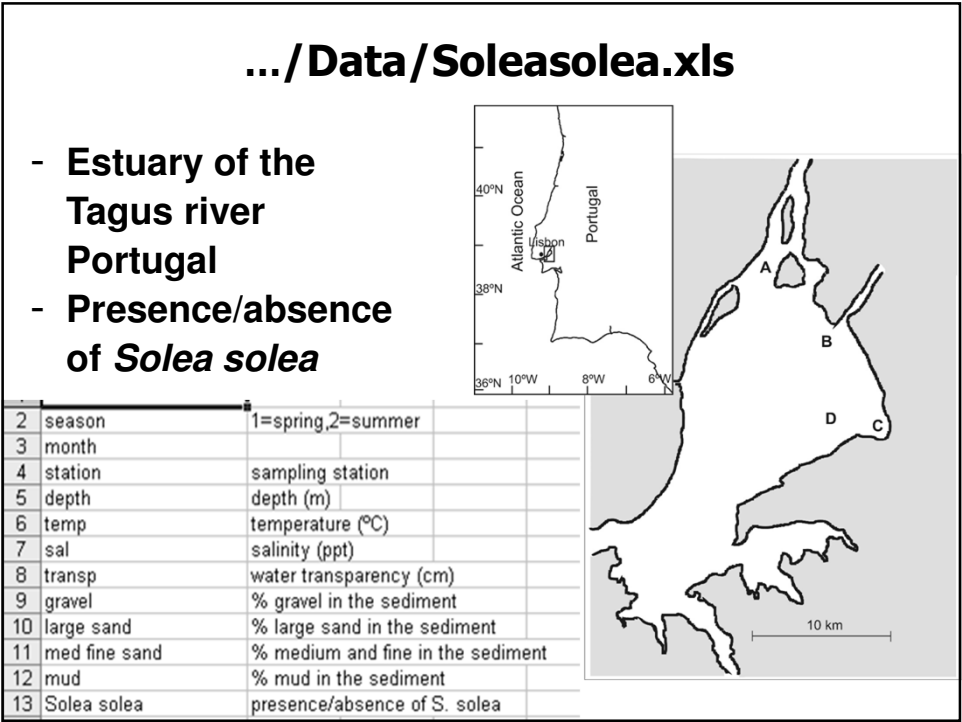 .../Data/Soleasolea.xls
- Estuary of the
Tagus river
Portugal
- Presence/absence
of Solea solea
40ºN
38ºN
36ºN
10ºW
8ºW
6ºW
Atlantic Ocean
Portugal
Lisbon
A
B
D
C
10 km
2 season 1=spring,2=summer
3 month
4 station sampling station
5 depth depth (m)
6 temp temperature (ºC)
7 sal salinity (ppt)
8 transp water transparency (cm)
9 gravel % gravel in the sediment
10 large sand % large sand in the sediment
11 med fine sand % medium and fine in the sediment
12 mud % mud in the sediment
13 Solea solea presence/absence of S. solea